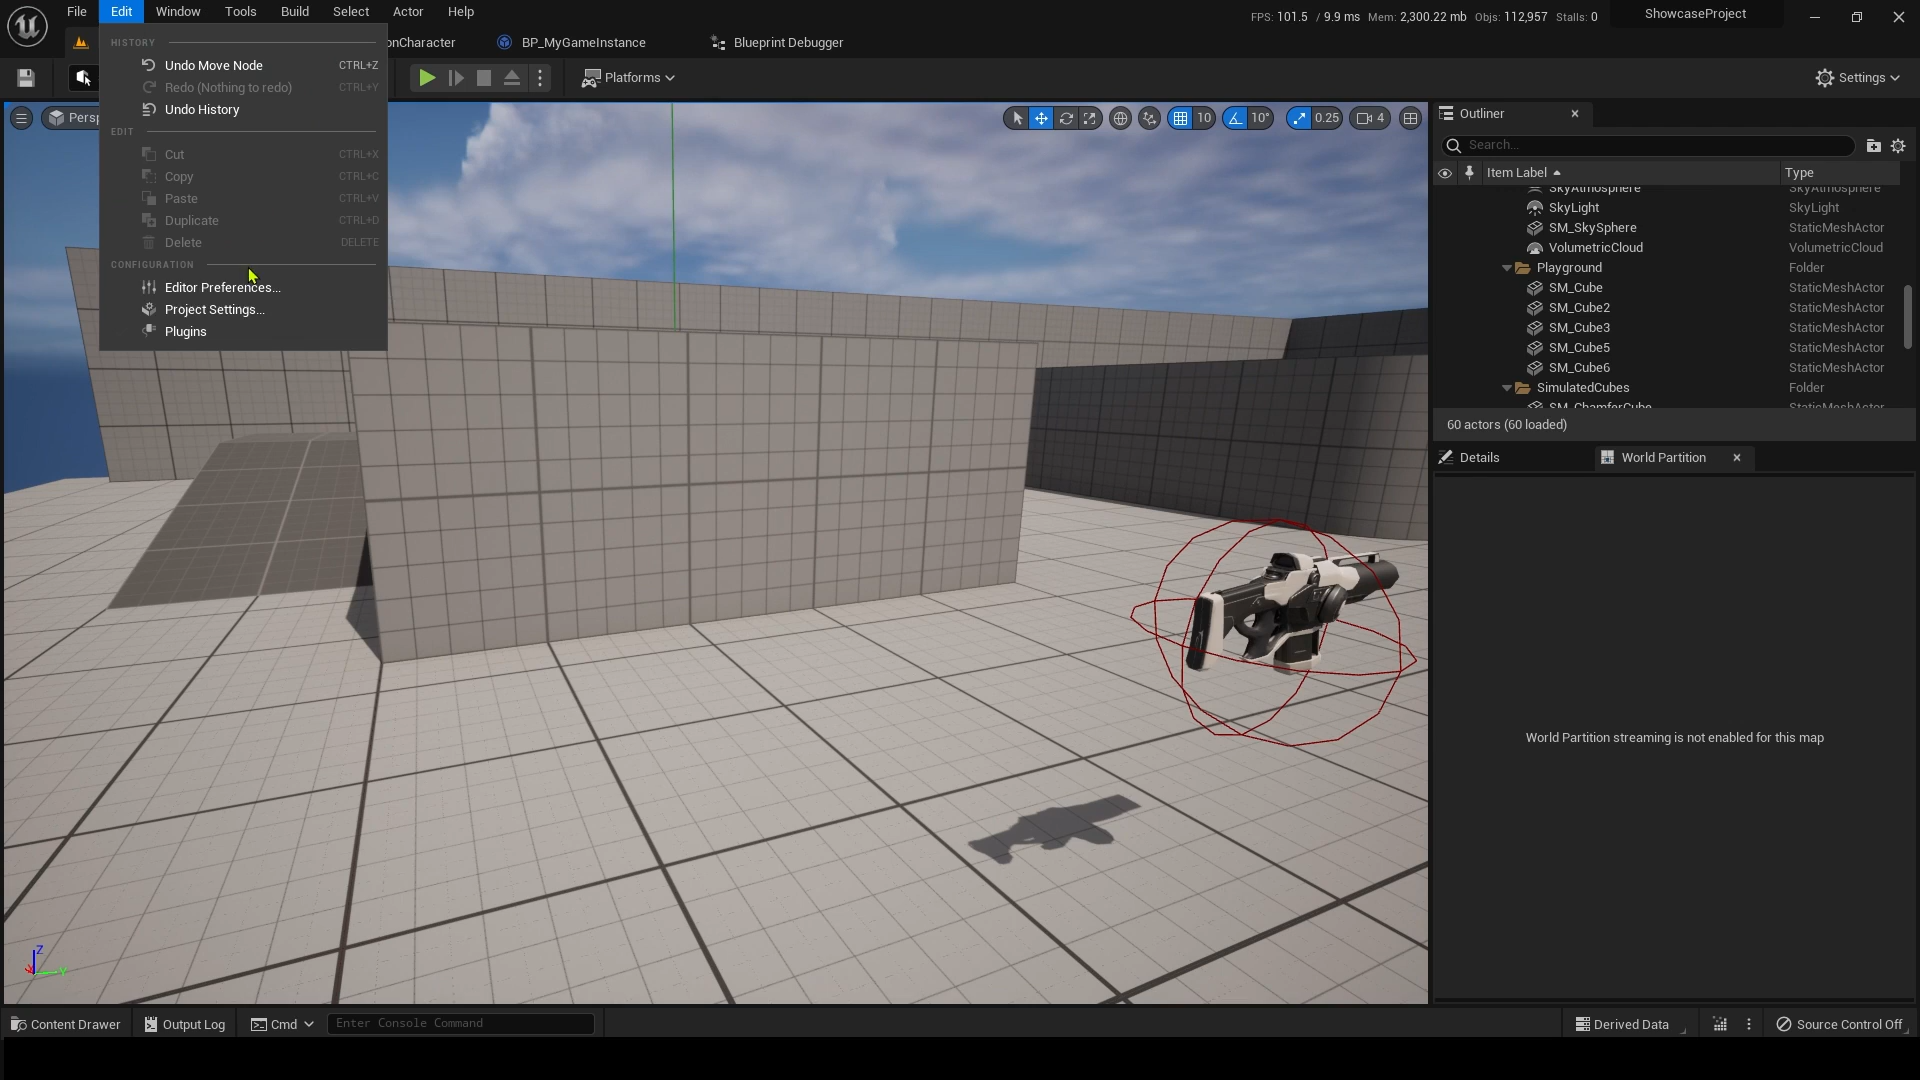 File Edit Window Tools Build Select Actor Help
FPS: 101.5 / 9.9 ms Mem: 2,300.22 mb Objs: 112,957 Stalls: 0
ShowcaseProject
onCharacter
BP_MyGameInstance
Blueprint Debugger
HISTORY
Undo Move Node CTRL+Z
Redo (Nothing to redo) CTRL+Y
Undo History
EDIT
Cut CTRL+X
Copy CTRL+C
Paste CTRL+V
Duplicate CTRL+D
Delete DELETE
CONFIGURATION
Editor Preferences...
Project Settings...
Plugins
Platforms
Settings
Persp
10
10°
0.25
4
Outliner
Search...
Item Label Type
SkyAtmosphere SkyAtmosphere
SkyLight SkyLight
SM_SkySphere StaticMeshActor
VolumetricCloud VolumetricCloud
Playground Folder
SM_Cube StaticMeshActor
SM_Cube2 StaticMeshActor
SM_Cube3 StaticMeshActor
SM_Cube5 StaticMeshActor
SM_Cube6 StaticMeshActor
SimulatedCubes Folder
SM_ChamferCube StaticMeshActor
60 actors (60 loaded)
Details
World Partition
World Partition streaming is not enabled for this map
Z
X
Y
Content Drawer
Output Log
Cmd
Enter Console Command
Derived Data
Source Control Off